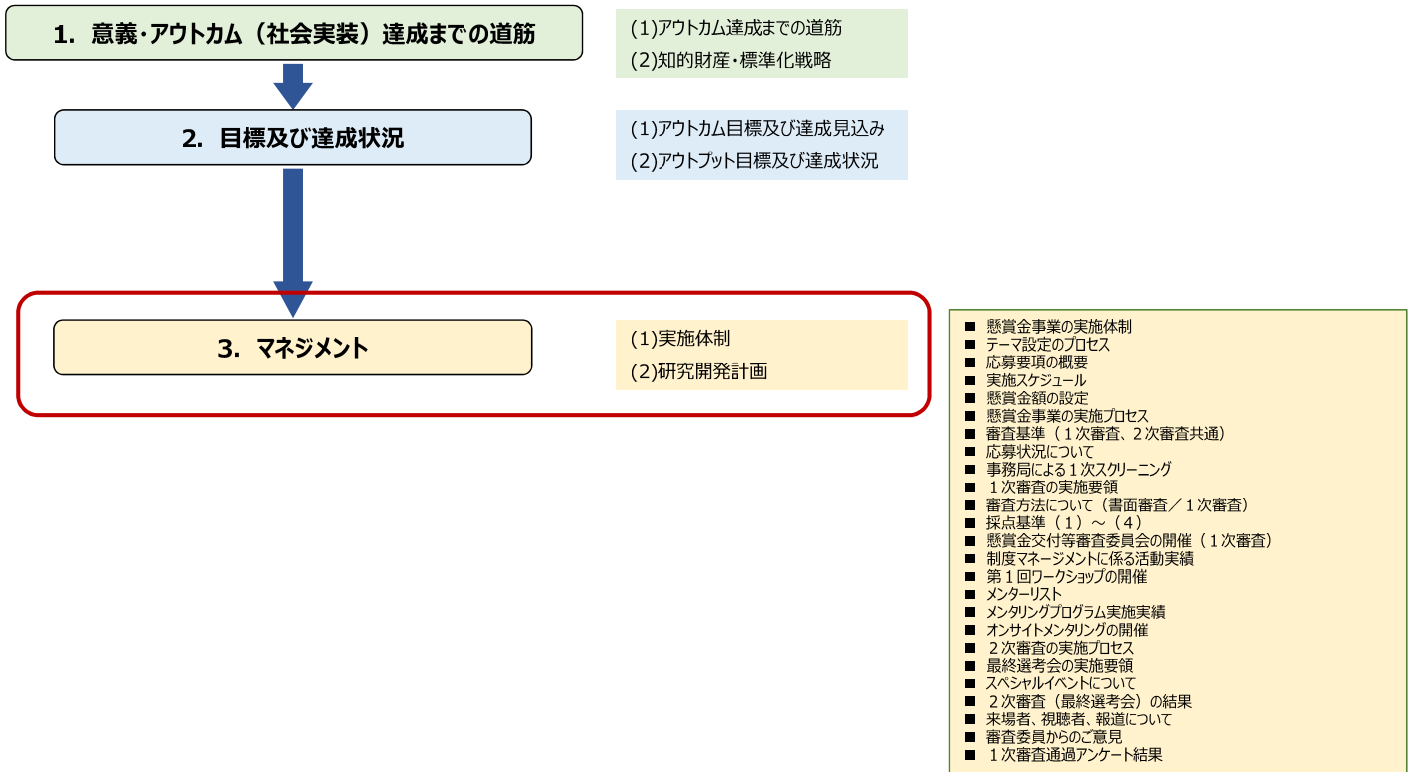 1．意義・アウトカム（社会実装）達成までの道筋
(1)アウトカム達成までの道筋
(2)知的財産・標準化戦略
2．目標及び達成状況
(1)アウトカム目標及び達成見込み
(2)アウトプット目標及び達成状況
3．マネジメント
(1)実施体制
(2)研究開発計画
■ 懸賞金事業の実施体制
■ テーマ設定のプロセス
■ 応募要項の概要
■ 実施スケジュール
■ 懸賞金額の設定
■ 懸賞金事業の実施プロセス
■ 審査基準（１次審査、２次審査共通）
■ 応募状況について
■ 事務局による１次スクリーニング
■ １次審査の実施要領
■ 審査方法について（書面審査／１次審査）
■ 採点基準（１）～（４）
■ 懸賞金交付等審査委員会の開催（１次審査）
■ 制度マネージメントに係る活動実績
■ 第１回ワークショップの開催
■ メンターリスト
■ メンタリングプログラム実施実績
■ オンサイトメンタリングの開催
■ ２次審査の実施プロセス
■ 最終選考会の実施要領
■ スペシャルイベントについて
■ ２次審査（最終選考会）の結果
■ 来場者、視聴者、報道について
■ 審査委員からのご意見
■ １次審査通過アンケート結果